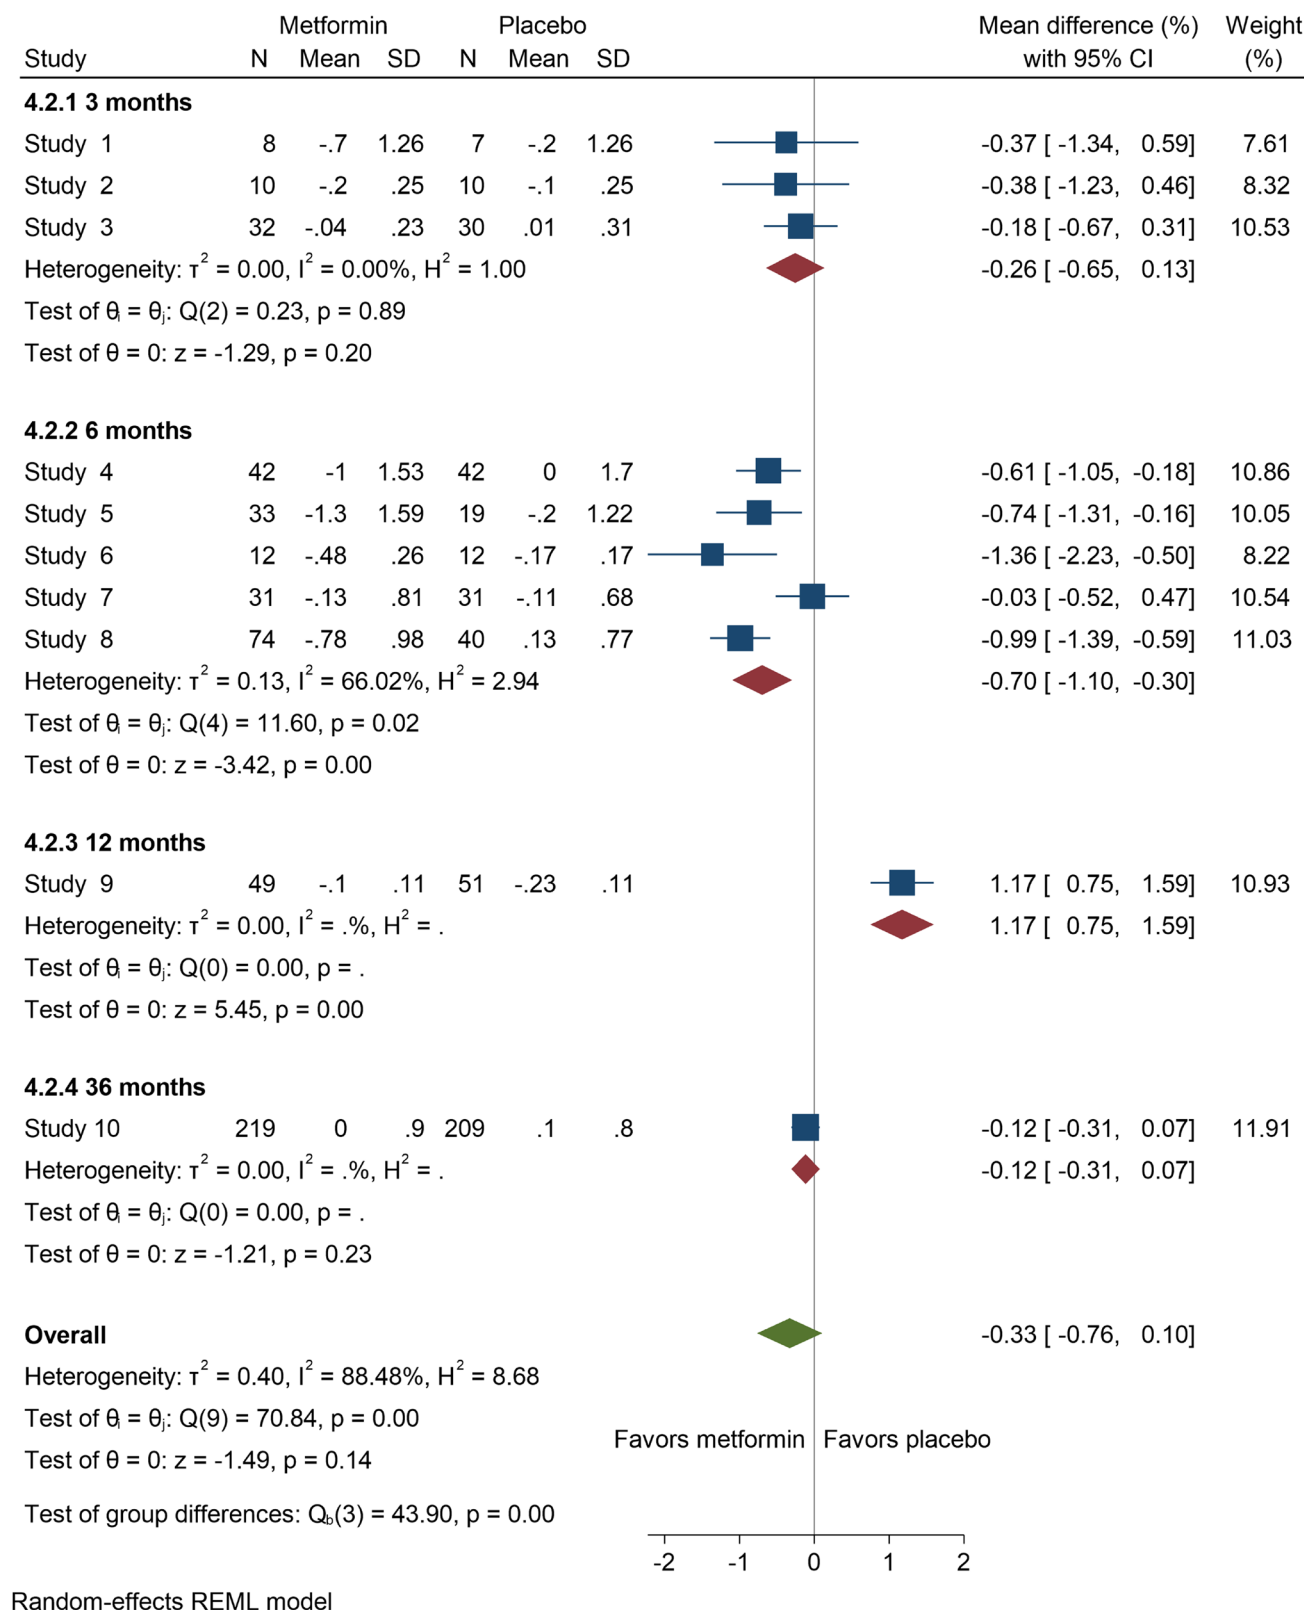 Metformin Placebo Mean difference (%) Weight
Study N Mean SD N Mean SD with 95% CI (%)
4.2.1 3 months
Study 1 8 -.7 1.26 7 -.2 1.26 -0.37 [ -1.34, 0.59] 7.61
Study 2 10 -.2 .25 10 -.1 .25 -0.38 [ -1.23, 0.46] 8.32
Study 3 32 -.04 .23 30 .01 .31 -0.18 [ -0.67, 0.31] 10.53
Heterogeneity: τ² = 0.00, I² = 0.00%, H² = 1.00 -0.26 [ -0.65, 0.13]
Test of θᵢ = θⱼ: Q(2) = 0.23, p = 0.89
Test of θ = 0: z = -1.29, p = 0.20
4.2.2 6 months
Study 4 42 -1 1.53 42 0 1.7 -0.61 [ -1.05, -0.18] 10.86
Study 5 33 -1.3 1.59 19 -.2 1.22 -0.74 [ -1.31, -0.16] 10.05
Study 6 12 -.48 .26 12 -.17 .17 -1.36 [ -2.23, -0.50] 8.22
Study 7 31 -.13 .81 31 -.11 .68 -0.03 [ -0.52, 0.47] 10.54
Study 8 74 -.78 .98 40 .13 .77 -0.99 [ -1.39, -0.59] 11.03
Heterogeneity: τ² = 0.13, I² = 66.02%, H² = 2.94 -0.70 [ -1.10, -0.30]
Test of θᵢ = θⱼ: Q(4) = 11.60, p = 0.02
Test of θ = 0: z = -3.42, p = 0.00
4.2.3 12 months
Study 9 49 -.1 .11 51 -.23 .11 1.17 [ 0.75, 1.59] 10.93
Heterogeneity: τ² = 0.00, I² = .%, H² = . 1.17 [ 0.75, 1.59]
Test of θᵢ = θⱼ: Q(0) = 0.00, p = .
Test of θ = 0: z = 5.45, p = 0.00
4.2.4 36 months
Study 10 219 0 .9 209 .1 .8 -0.12 [ -0.31, 0.07] 11.91
Heterogeneity: τ² = 0.00, I² = .%, H² = . -0.12 [ -0.31, 0.07]
Test of θᵢ = θⱼ: Q(0) = 0.00, p = .
Test of θ = 0: z = -1.21, p = 0.23
Overall -0.33 [ -0.76, 0.10]
Heterogeneity: τ² = 0.40, I² = 88.48%, H² = 8.68
Test of θᵢ = θⱼ: Q(9) = 70.84, p = 0.00
Favors metformin Favors placebo
Test of θ = 0: z = -1.49, p = 0.14
Test of group differences: Q_b(3) = 43.90, p = 0.00
-2 -1 0 1 2
Random-effects REML model